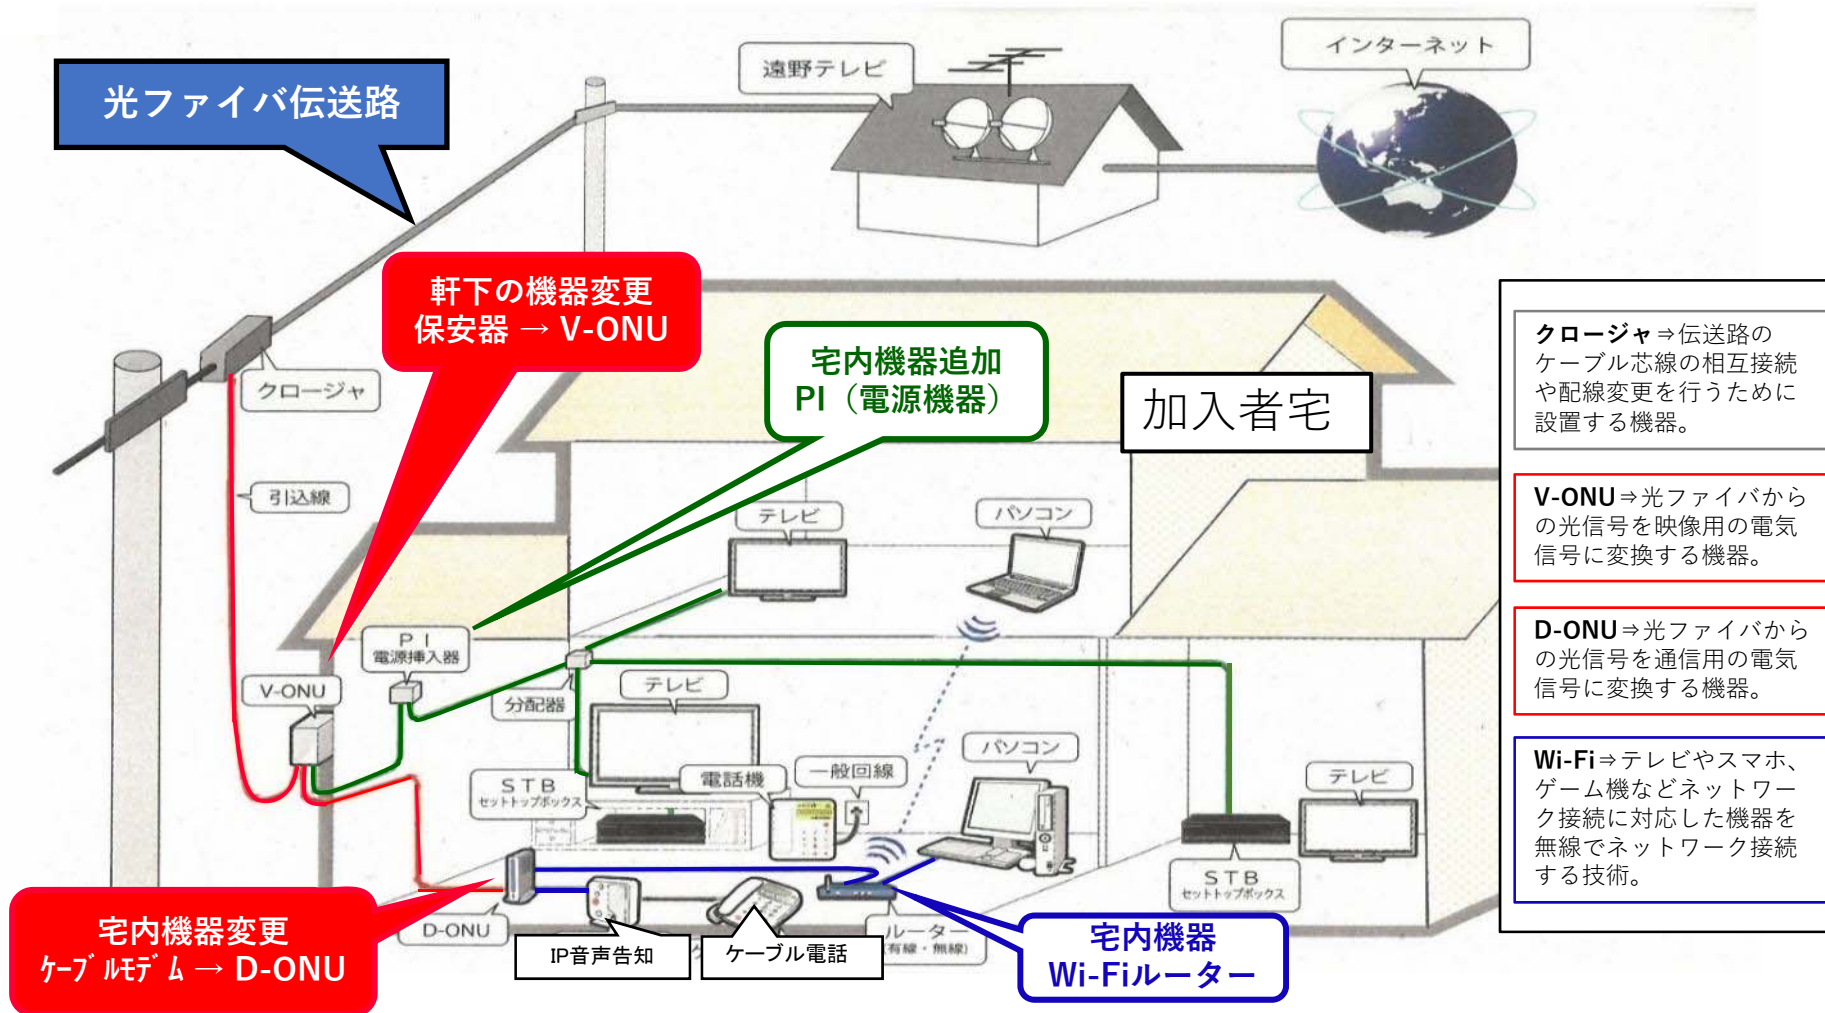 インターネット
遠野テレビ
光ファイバ伝送路
軒下の機器変更
保安器 → V-ONU
宅内機器追加
PI（電源機器）
加入者宅
クロージャ
引込線
テレビ
パソコン
PI
電源挿入器
V-ONU
分配器
テレビ
STB
セットトップボックス
電話機
一般回線
パソコン
テレビ
STB
セットトップボックス
D-ONU
IP音声告知
ケーブル電話
ルーター
(有線・無線)
宅内機器変更
ｹｰﾌﾞﾙﾓﾃﾞﾑ → D-ONU
宅内機器
Wi-Fiルーター
クロージャ⇒伝送路の
ケーブル芯線の相互接続
や配線変更を行うために
設置する機器。
V-ONU⇒光ファイバから
の光信号を映像用の電気
信号に変換する機器。
D-ONU⇒光ファイバから
の光信号を通信用の電気
信号に変換する機器。
Wi-Fi⇒テレビやスマホ、
ゲーム機などネットワー
ク接続に対応した機器を
無線でネットワーク接続
する技術。